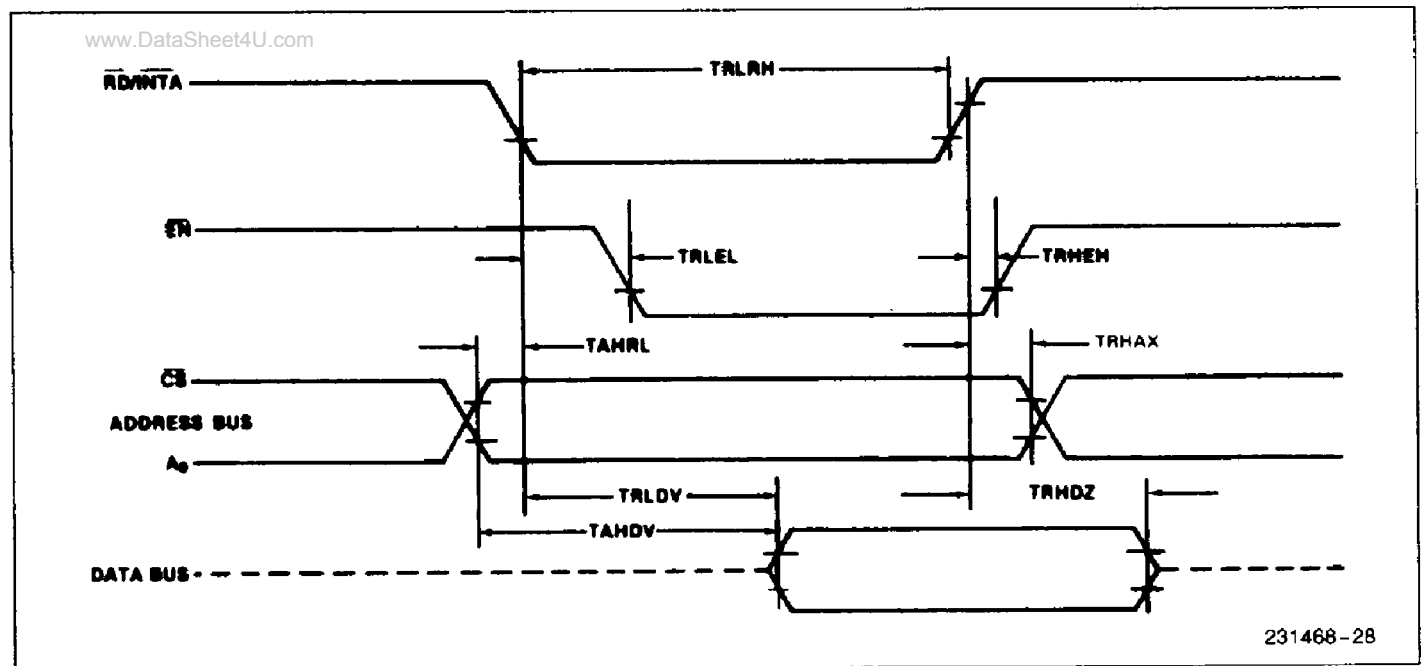 www.DataSheet4U.com
TRLRH
RD/INTA
EN
TRLEL
TRHEH
TAHRL
TRHAX
CS
ADDRESS BUS
A0
TRLDV
TRHDZ
TAHDV
DATA BUS
231468-28